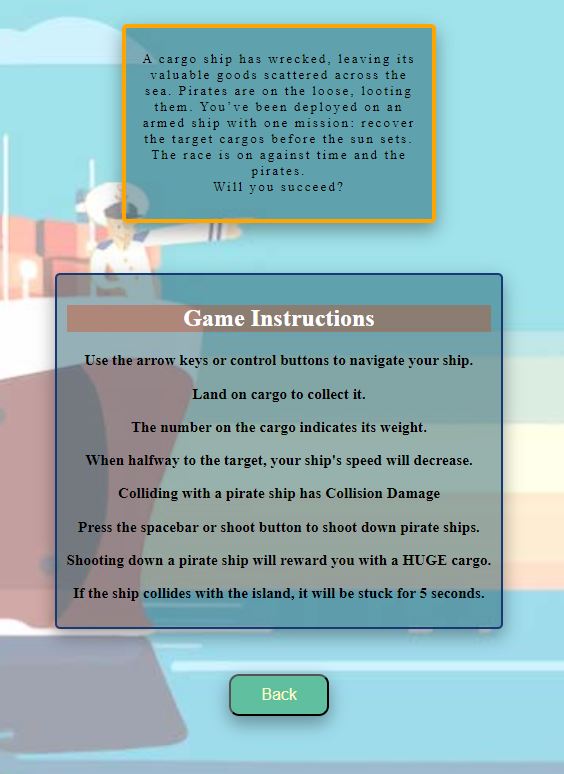 A cargo ship has wrecked, leaving its
valuable goods scattered across the
sea. Pirates are on the loose, looting
them. You've been deployed on an
armed ship with one mission: recover
the target cargos before the sun sets.
The race is on against time and the
pirates.
Will you succeed?
Game Instructions
Use the arrow keys or control buttons to navigate your ship.
Land on cargo to collect it.
The number on the cargo indicates its weight.
When halfway to the target, your ship's speed will decrease.
Colliding with a pirate ship has Collision Damage
Press the spacebar or shoot button to shoot down pirate ships.
Shooting down a pirate ship will reward you with a HUGE cargo.
If the ship collides with the island, it will be stuck for 5 seconds.
Back